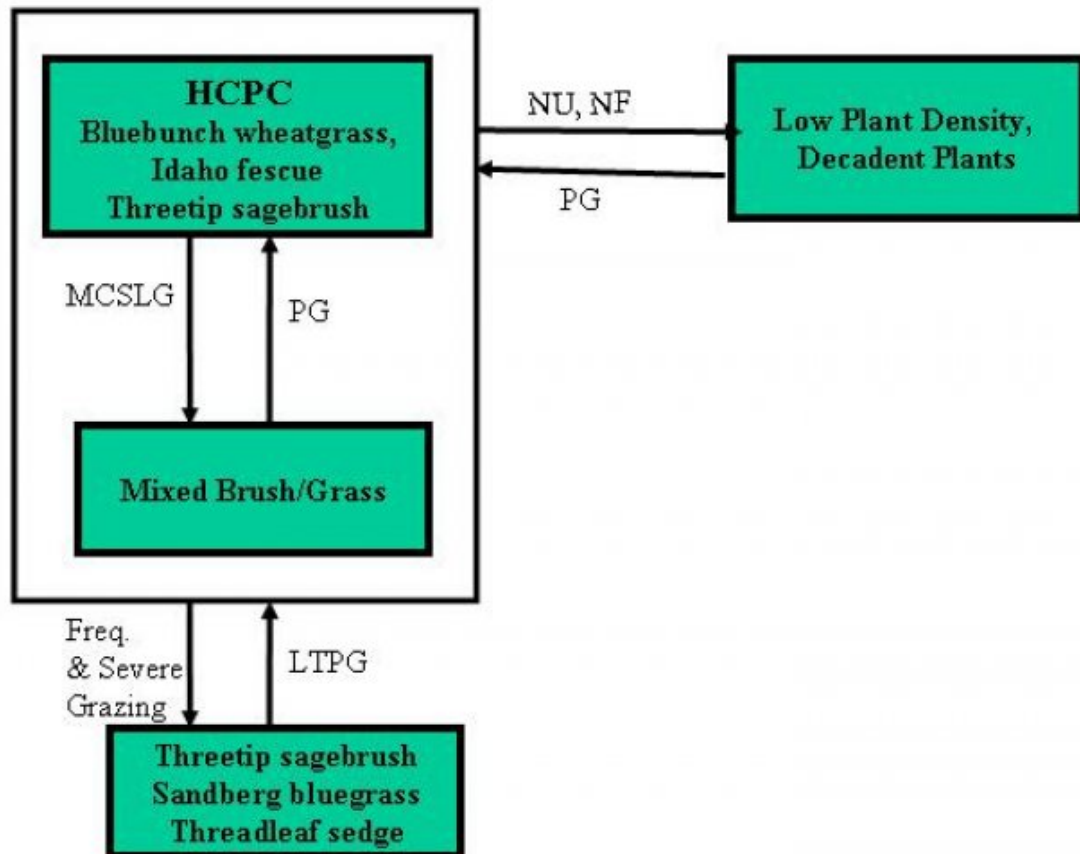 HCPC
Bluebunch wheatgrass,
Idaho fescue
Threetip sagebrush
NU, NF
PG
Low Plant Density,
Decadent Plants
MCSLG
PG
Mixed Brush/Grass
Freq.
& Severe
Grazing
LTPG
Threetip sagebrush
Sandberg bluegrass
Threadleaf sedge